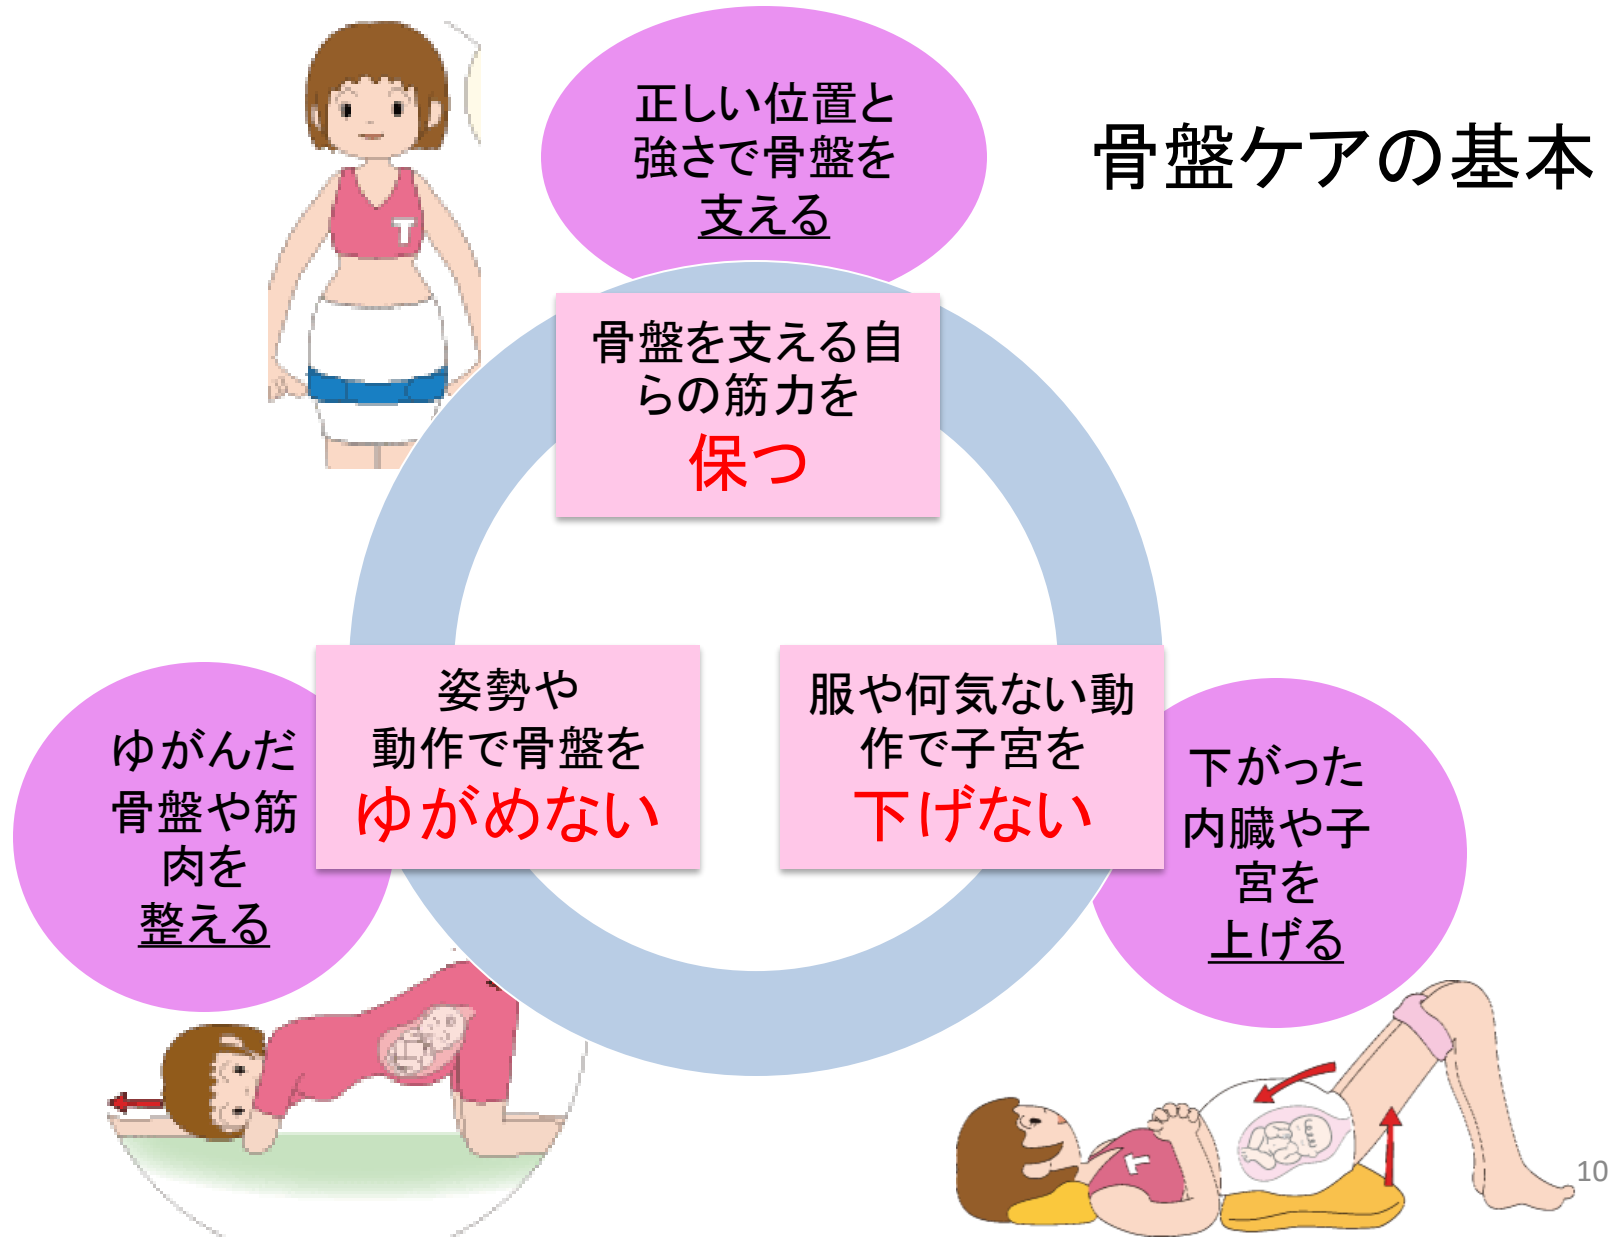 骨盤ケアの基本
正しい位置と
強さで骨盤を
支える
骨盤を支える自
らの筋力を
保つ
T
姿勢や
動作で骨盤を
ゆがめない
服や何気ない動
作で子宮を
下げない
ゆがんだ
骨盤や筋
肉を
整える
下がった
内臓や子
宮を
上げる
T
10